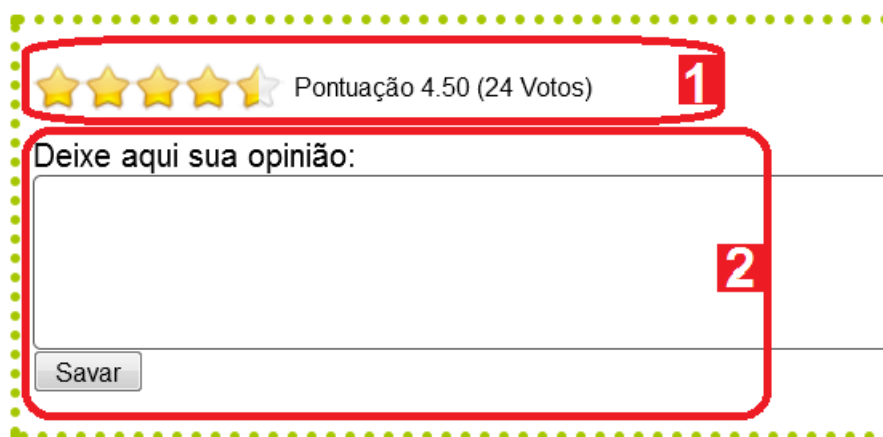 Pontuação 4.50 (24 Votos)
1
Deixe aqui sua opinião:
2
Savar